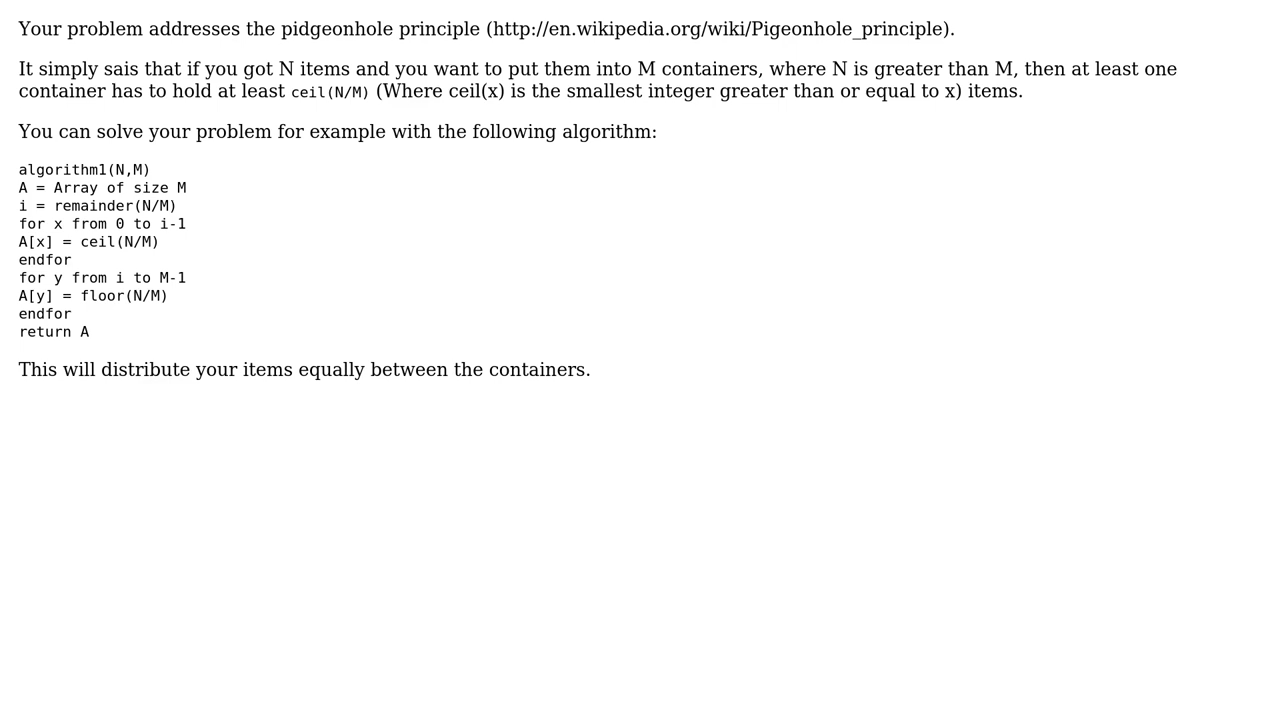 Your problem addresses the pidgeonhole principle (http://en.wikipedia.org/wiki/Pigeonhole_principle).
It simply sais that if you got N items and you want to put them into M containers, where N is greater than M, then at least one
container has to hold at least ceil(N/M) (Where ceil(x) is the smallest integer greater than or equal to x) items.
You can solve your problem for example with the following algorithm:
algorithm1(N,M)
A = Array of size M
i = remainder(N/M)
for x from 0 to i-1
A[x] = ceil(N/M)
endfor
for y from i to M-1
A[y] = floor(N/M)
endfor
return A
This will distribute your items equally between the containers.